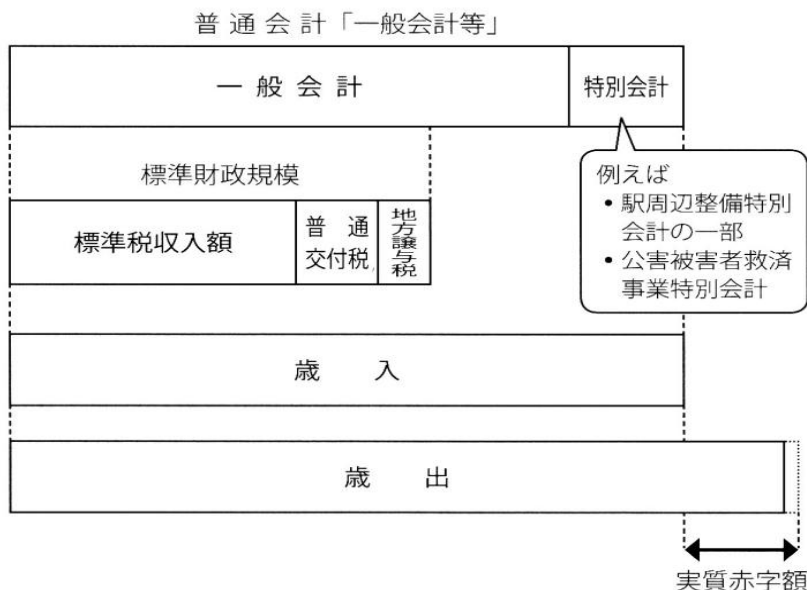 普通会計「一般会計等」
一般会計
特別会計
標準財政規模
標準税収入額
普通
交付税
地方譲与税
例えば
• 駅周辺整備特別
会計の一部
• 公害被害者救済
事業特別会計
歳入
歳出
実質赤字額